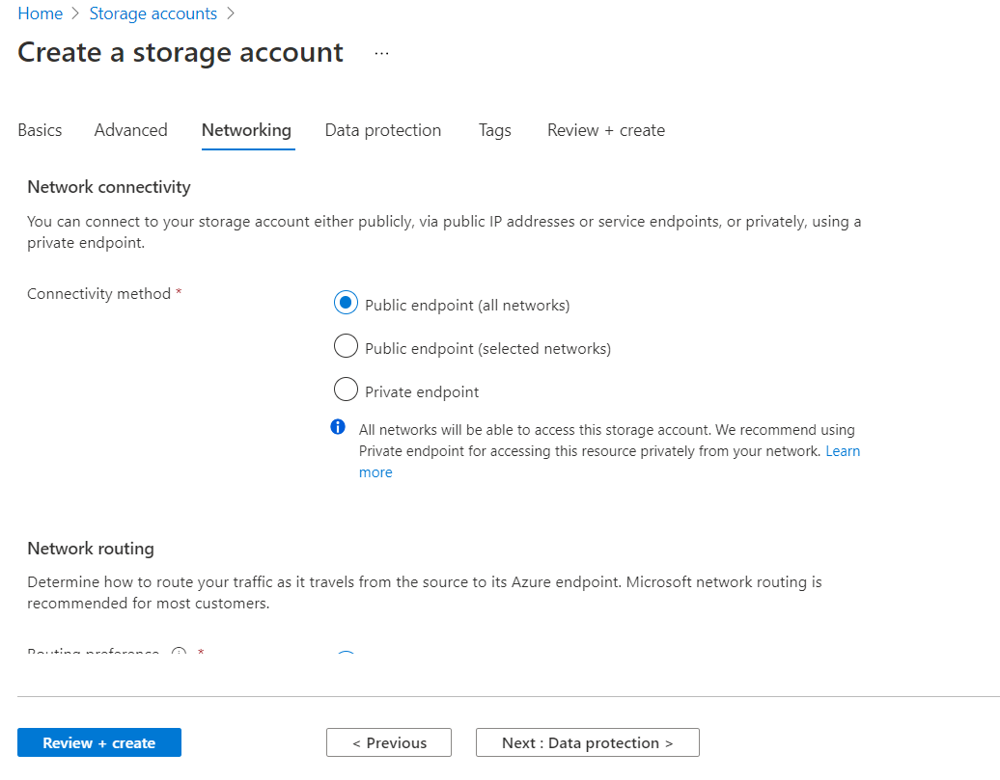 Home > Storage accounts >
Create a storage account ...
Basics Advanced Networking Data protection Tags Review + create
Network connectivity
You can connect to your storage account either publicly, via public IP addresses or service endpoints, or privately, using a
private endpoint.
Connectivity method *
Public endpoint (all networks)
Public endpoint (selected networks)
Private endpoint
All networks will be able to access this storage account. We recommend using
Private endpoint for accessing this resource privately from your network. Learn
more
Network routing
Determine how to route your traffic as it travels from the source to its Azure endpoint. Microsoft network routing is
recommended for most customers.
Routing preference *
Review + create < Previous Next : Data protection >